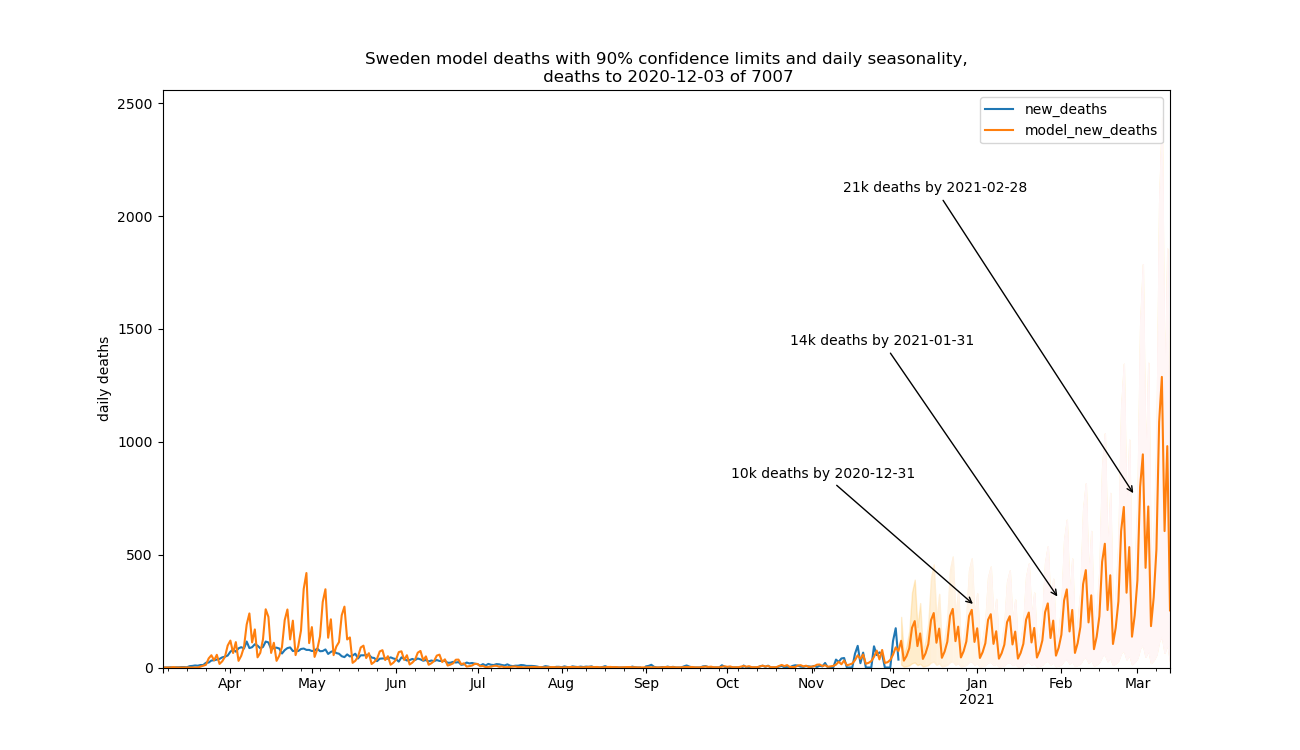 Sweden model deaths with 90% confidence limits and daily seasonality,
deaths to 2020-12-03 of 7007
new_deaths
model_new_deaths
daily deaths
2500
2000
1500
1000
500
0
21k deaths by 2021-02-28
14k deaths by 2021-01-31
10k deaths by 2020-12-31
Apr May Jun Jul Aug Sep Oct Nov Dec Jan Feb Mar
2021